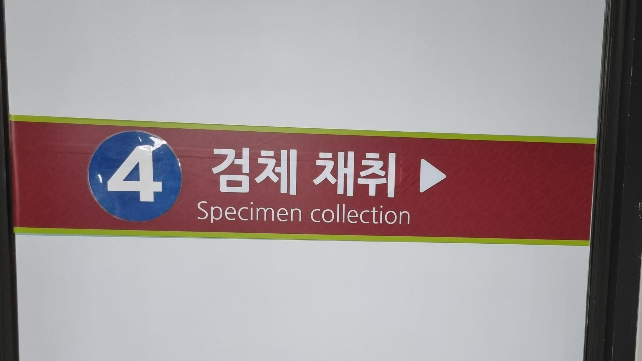 4 검체 채취 ▶
Specimen collection